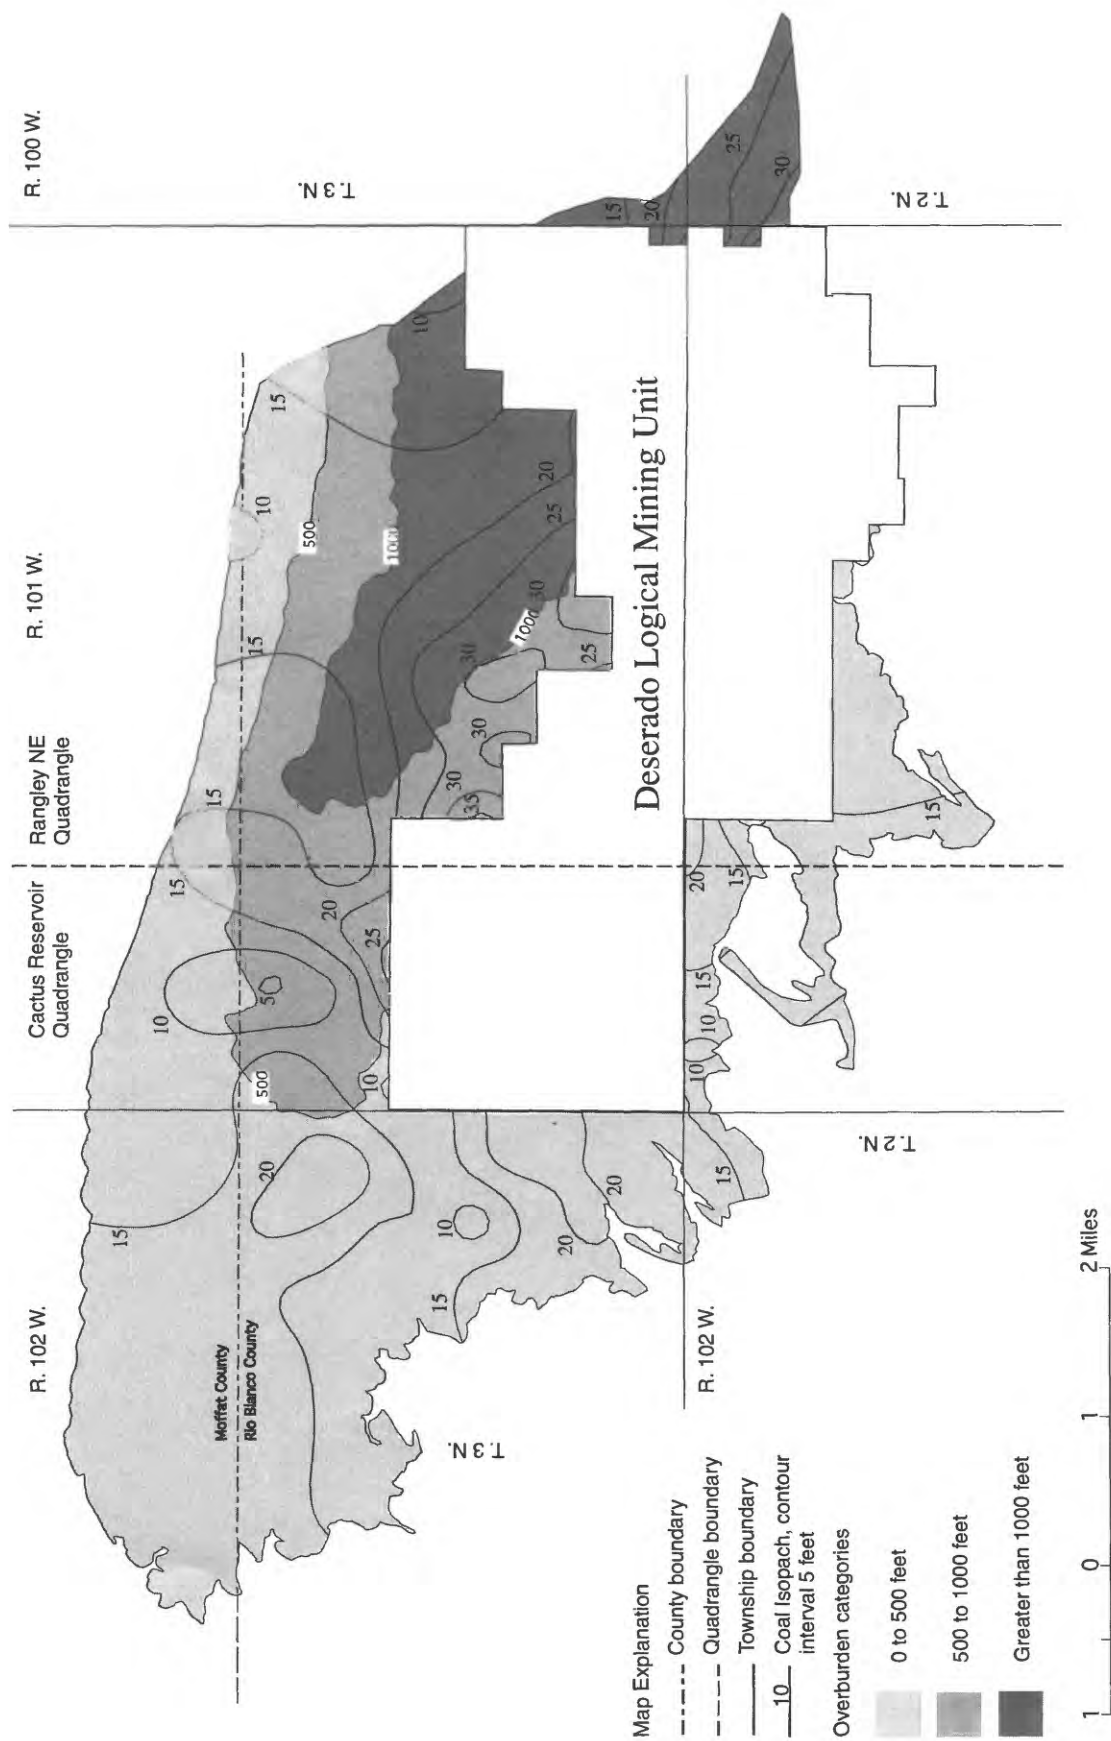 R. 102 W.
Cactus Reservoir
Quadrangle
Rangley NE
Quadrangle
R. 101 W.
R. 100 W.
T. 3 N.
T. 2 N.
15
10
15
15
15
10
15
20
5
500
20
25
10
500
1000
10
20
25
30
1000
30
30
25
30
35
15
20
25
30
Moffat County
Rio Blanco County
T. 3 N.
15
10
20
20
15
Deserado Logical Mining Unit
R. 102 W.
T. 2 N.
10
10
15
20
15
15
Map Explanation
County boundary
Quadrangle boundary
Township boundary
10 Coal Isopach, contour
interval 5 feet
Overburden categories
0 to 500 feet
500 to 1000 feet
Greater than 1000 feet
1 0 1 2 Miles